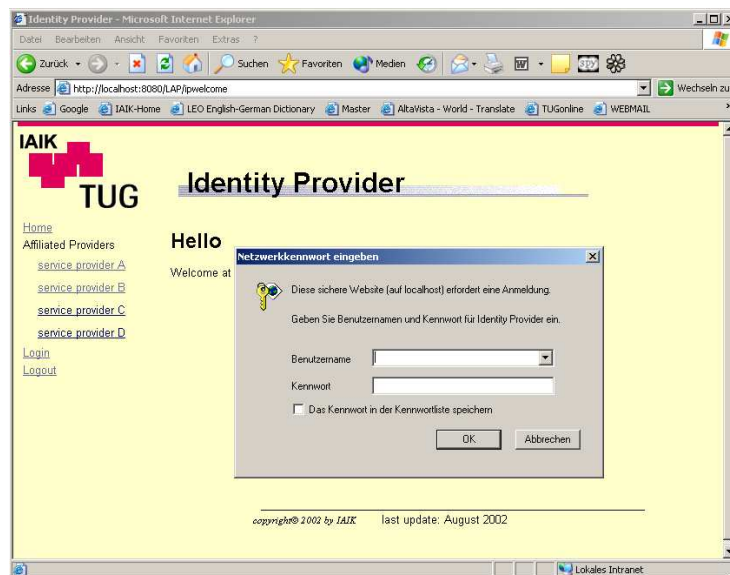 Identity Provider - Microsoft Internet Explorer
Datei Bearbeiten Ansicht Favoriten Extras ?
Zurück Suchen Favoriten Medien SPY
Adresse http://localhost:8080/LAP/ipwelcome Wechseln zu
Links Google IAIK-Home LEO English-German Dictionary Master AltaVista - World - Translate TUGonline WEBMAIL »
IAIK
TUG
Identity Provider
Home
Affiliated Providers
service provider A
service provider B
service provider C
service provider D
Login
Logout
Hello
Welcome at
Netzwerkkennwort eingeben
Diese sichere Website (auf localhost) erfordert eine Anmeldung.
Geben Sie Benutzernamen und Kennwort für Identity Provider ein.
Benutzername
Kennwort
Das Kennwort in der Kennwortliste speichern
OK Abbrechen
copyright© 2002 by IAIK last update: August 2002
Lokales Intranet